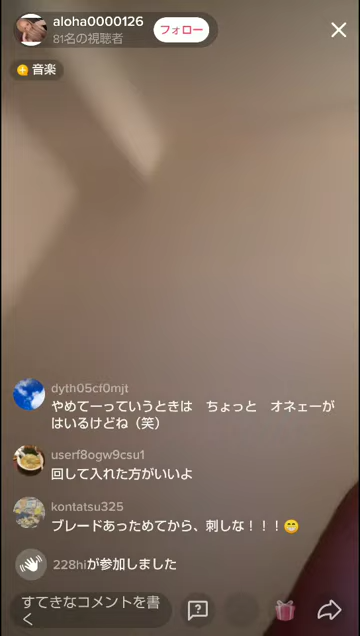 aloha0000126
81名の視聴者
フォロー
音楽
dyth05cf0mjt
やめてーっていうときは　ちょっと　オネェーが
はいるけどね（笑）
userf8ogw9csu1
回して入れた方がいいよ
kontatsu325
ブレードあっためてから、刺しな！！！😁
228hiが参加しました
すてきなコメントを書
く